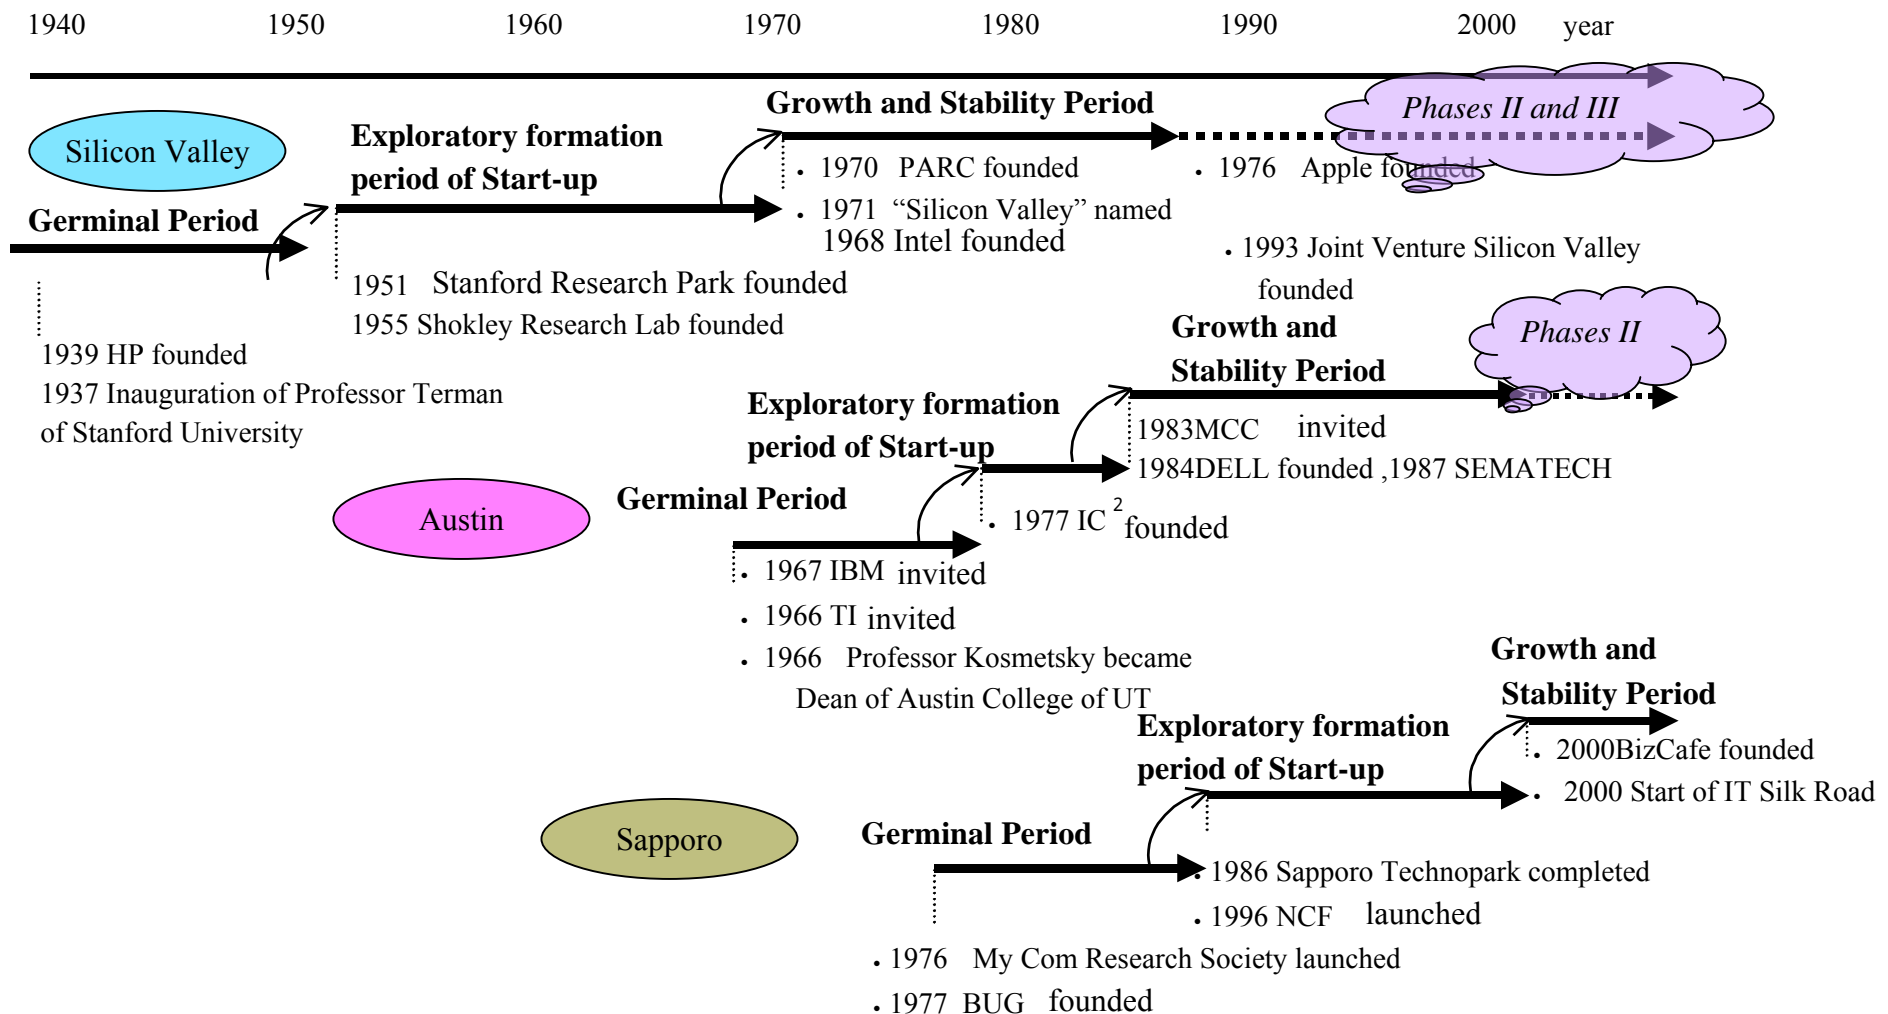 1940 1950 1960 1970 1980 1990 2000 year
Silicon Valley
Germinal Period
1939 HP founded
1937 Inauguration of Professor Terman
of Stanford University
Exploratory formation
period of Start-up
1951 Stanford Research Park founded
1955 Shokley Research Lab founded
Growth and Stability Period
. 1970 PARC founded
. 1971 “Silicon Valley” named
1968 Intel founded
Phases II and III
. 1976 Apple founded
. 1993 Joint Venture Silicon Valley
founded
Austin
Germinal Period
. 1967 IBM invited
. 1966 TI invited
. 1966 Professor Kosmetsky became
Dean of Austin College of UT
Exploratory formation
period of Start-up
. 1977 IC² founded
Growth and
Stability Period
1983MCC invited
1984DELL founded ,1987 SEMATECH
Phases II
Sapporo
Germinal Period
. 1976 My Com Research Society launched
. 1977 BUG founded
Exploratory formation
period of Start-up
. 1986 Sapporo Technopark completed
. 1996 NCF launched
Growth and
Stability Period
. 2000BizCafe founded
. 2000 Start of IT Silk Road